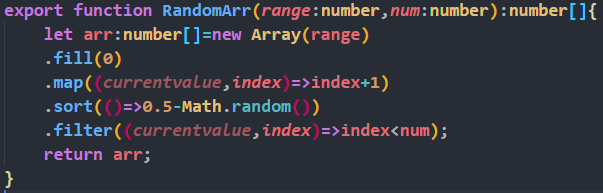 export function RandomArr(range:number,num:number):number[]{
let arr:number[]=new Array(range)
.fill(0)
.map((currentvalue,index)=>index+1)
.sort(()=>0.5-Math.random())
.filter((currentvalue,index)=>index<num);
return arr;
}